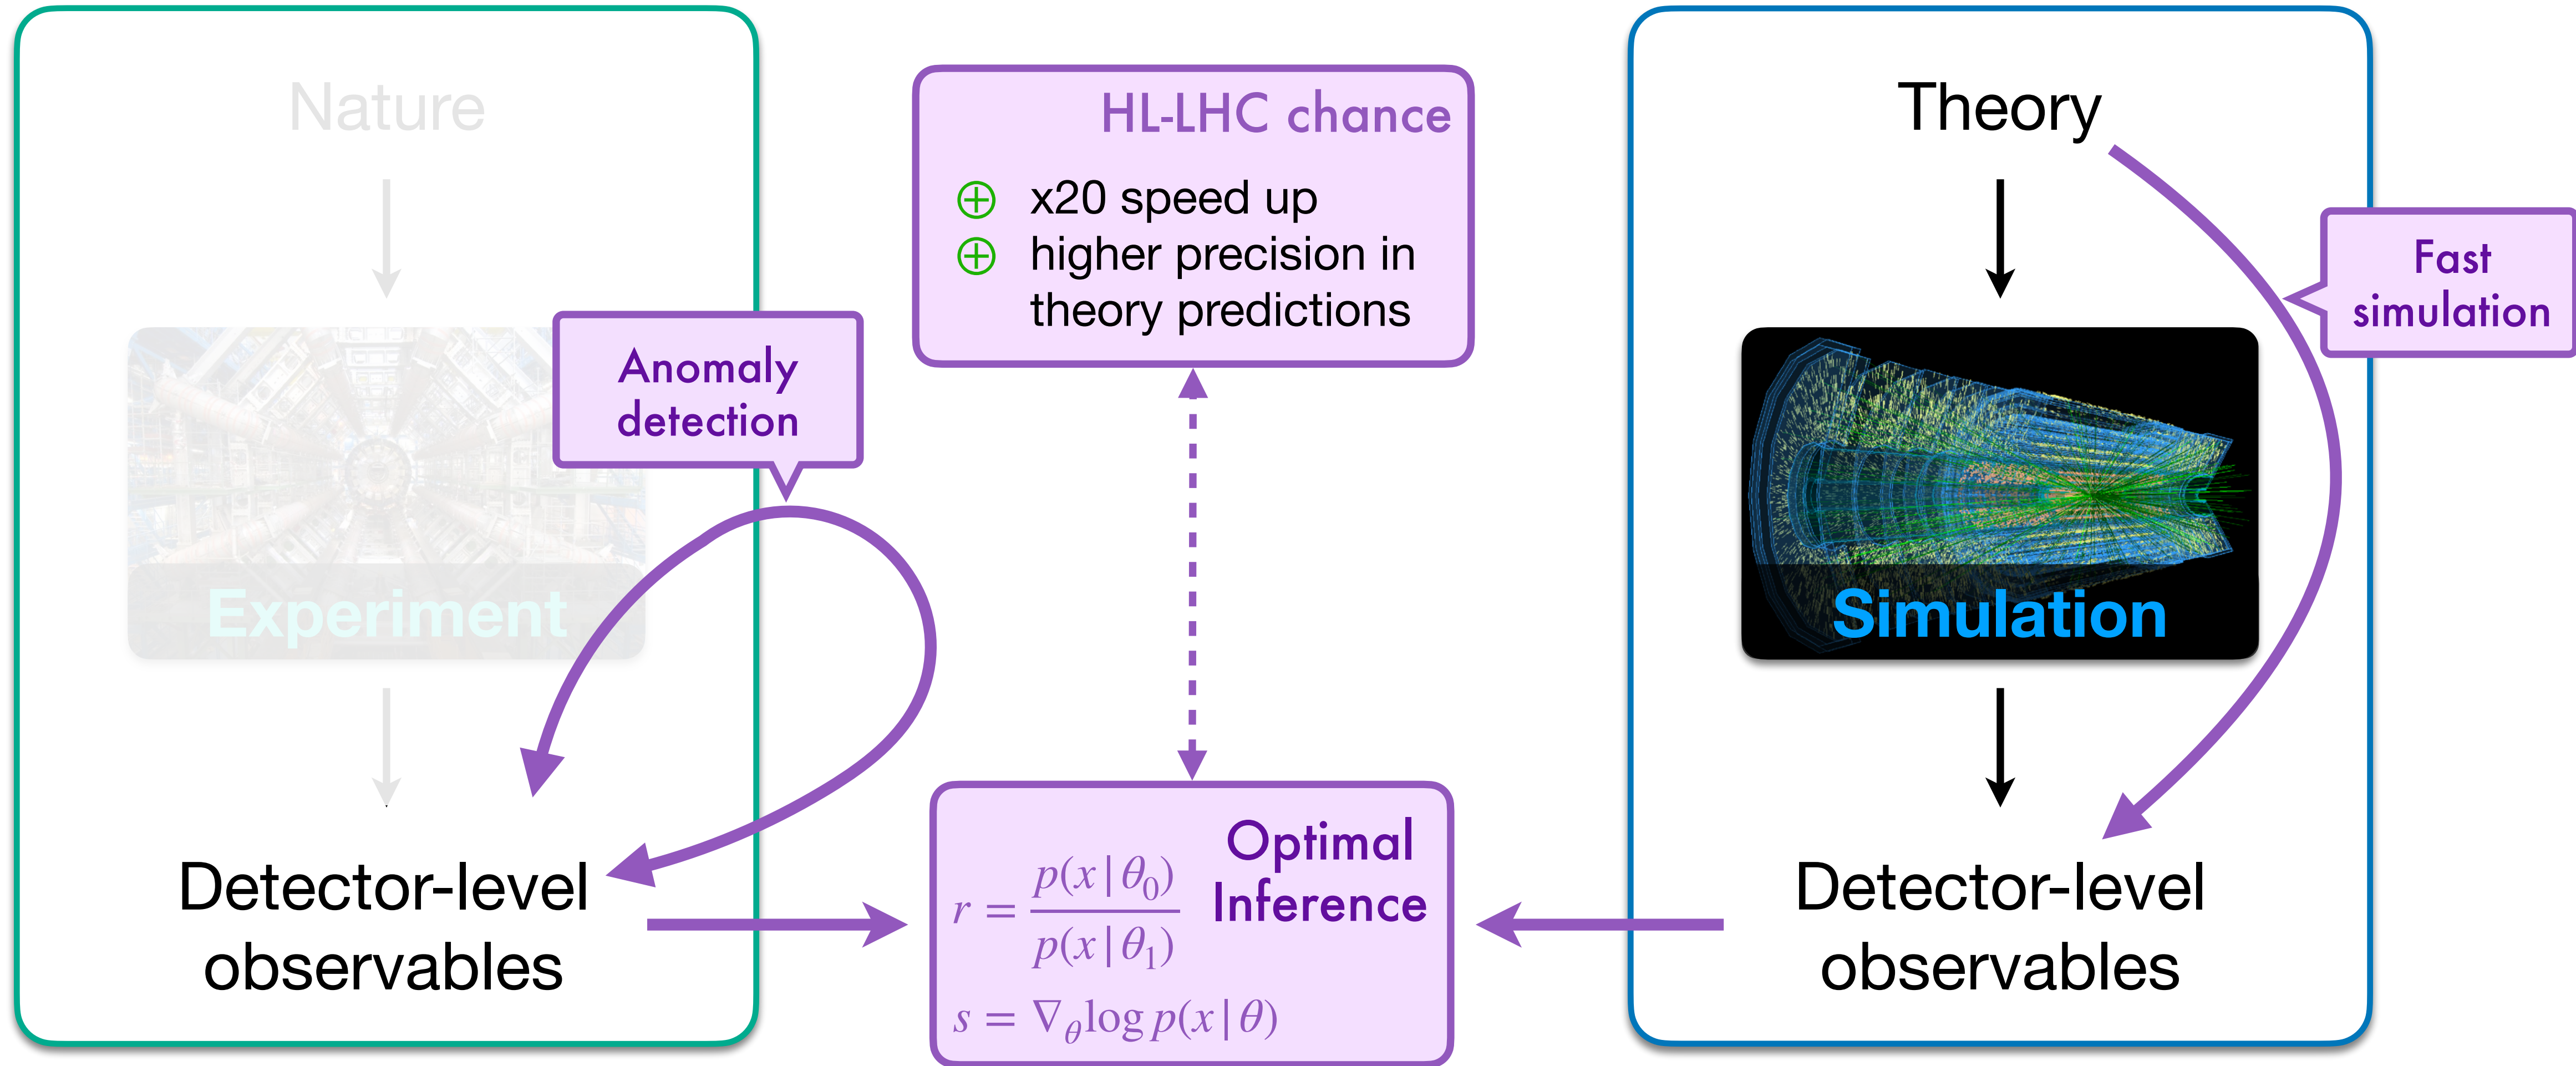 Nature
Experiment
Detector-level
observables
Anomaly
detection
HL-LHC chance
⊕ x20 speed up
⊕ higher precision in
theory predictions
Optimal
Inference
r = p(x|θ₀) / p(x|θ₁)
s = ∇_θ log p(x|θ)
Theory
Fast
simulation
Simulation
Detector-level
observables